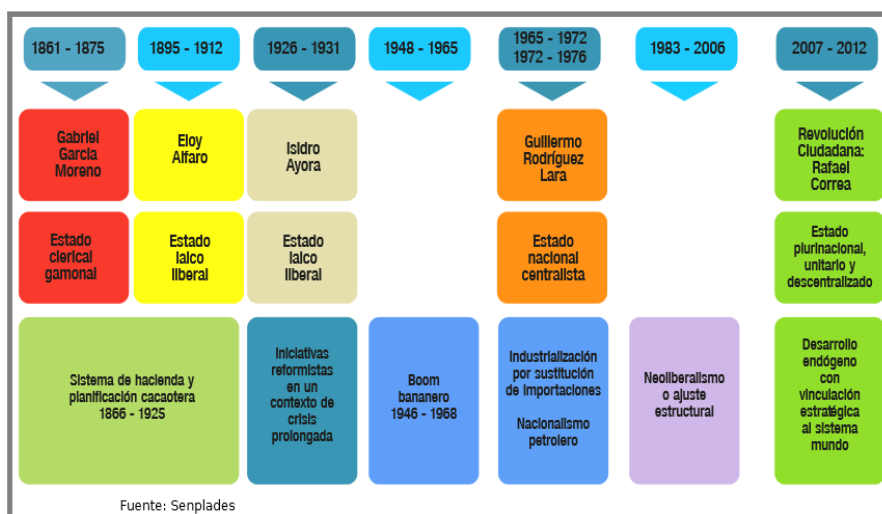 1861 - 1875
1895 - 1912
1926 - 1931
1948 - 1965
1965 - 1972
1972 - 1976
1983 - 2006
2007 - 2012
Gabriel
García
Moreno
Eloy
Alfaro
Isidro
Ayora
Guillermo
Rodríguez
Lara
Revolución
Ciudadana:
Rafael
Correa
Estado
clerical
gamonal
Estado
laico
liberal
Estado
laico
liberal
Estado
nacional
centralista
Estado
plurinacional,
unitario y
descentralizado
Sistema de hacienda y
planificación cacaotera
1866 - 1925
Iniciativas
reformistas
en un
contexto de
crisis
prolongada
Boom
bananero
1946 - 1968
Industrialización
por sustitución
de importaciones
Nacionalismo
petrolero
Neoliberalismo
o ajuste
estructural
Desarrollo
endógeno
con
vinculación
estratégica
al sistema
mundo
Fuente: Senplades